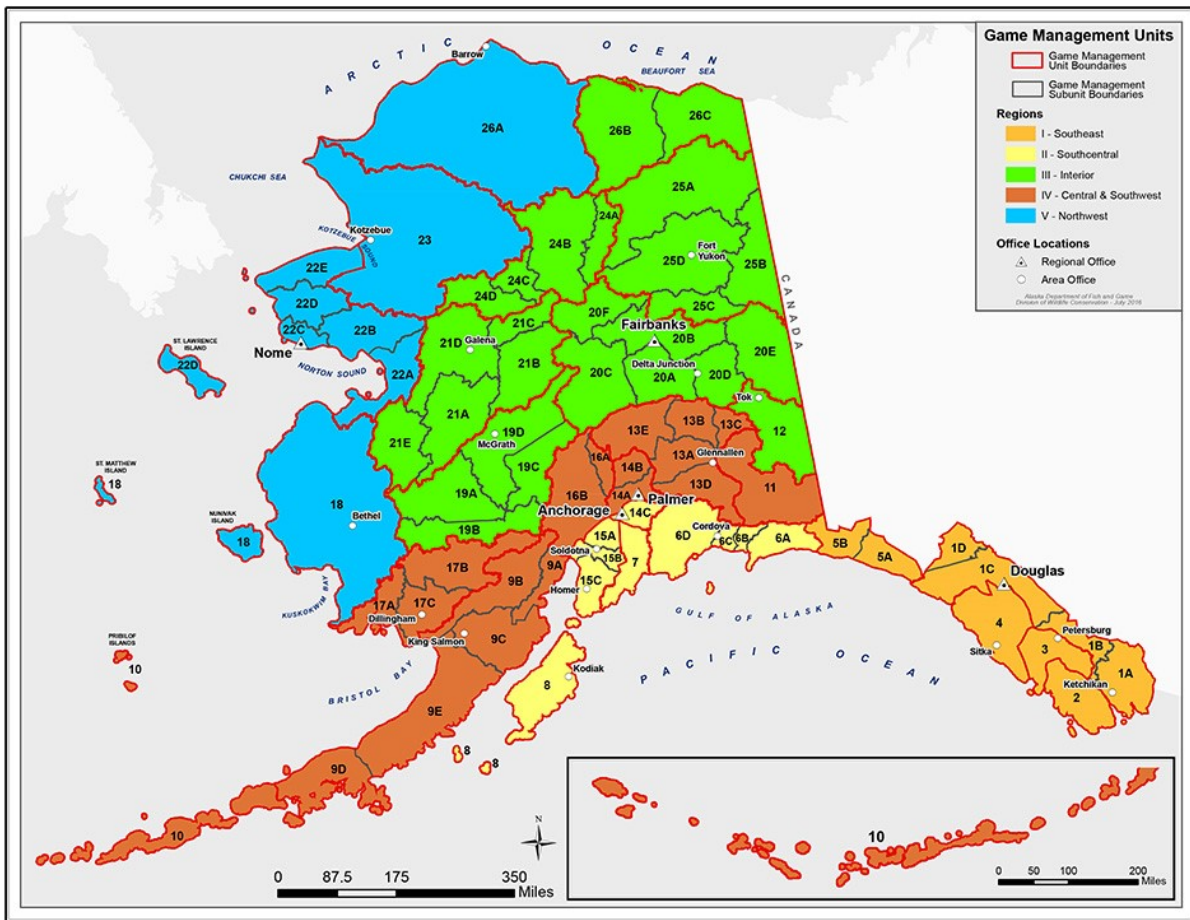 ARCTIC OCEAN
Barrow
BEAUFORT SEA
Game Management Units
Game Management
Unit Boundaries
Game Management
Subunit Boundaries
Regions
I - Southeast
II - Southcentral
III - Interior
IV - Central & Southwest
V - Northwest
Office Locations
Regional Office
Area Office
Alaska Department of Fish and Game
Division of Wildlife Conservation - July 2016
26A
26B
26C
CHUKCHI SEA
25A
24A
Kotzebue
KOTZEBUE SOUND
23
24B
Fort
Yukon
25D
25B
CANADA
22E
24C
24D
22D
25C
20F
21C
22C
22B
Fairbanks
20B
Nome
21D
Galena
ST. LAWRENCE
ISLAND
22D
NORTON SOUND
22A
21B
20E
Delta Junction
20C
20A
20D
Tok
21A
13B
13C
12
21E
19D
McGrath
13E
13A
Glennallen
16A
14B
19C
ST. MATTHEW
ISLAND
18
19A
16B
14A
Palmer
13D
11
NUNIVAK
ISLAND
18
18
Bethel
Anchorage
14C
19B
Cordova
6D
6C
6B
6A
5B
5A
1D
1C
15A
Soldotna
15B
7
17B
9B
9A
15C
Homer
Douglas
KUSKOKWIM BAY
17A
17C
Dillingham
King Salmon
9C
GULF OF ALASKA
4
Sitka
3
Petersburg
1B
1A
Ketchikan
2
PRIBILOF
ISLANDS
10
BRISTOL BAY
PACIFIC OCEAN
8
Kodiak
9E
8
8
9D
10
N
0 87.5 175 350
Miles
10
0 50 100 200
Miles